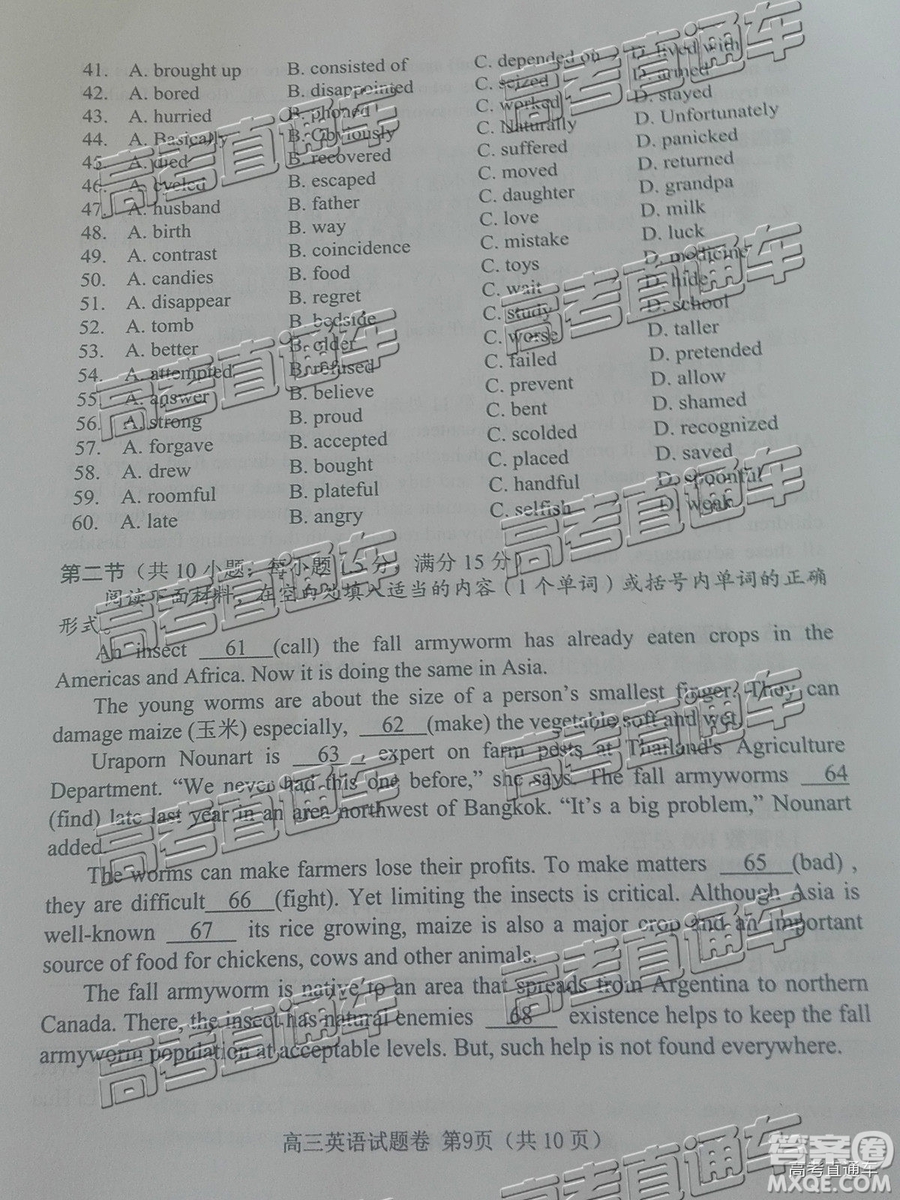 41. A. brought up B. consisted of C. depended on D. lived with
42. A. bored B. disappointed C. seized D. armed
43. A. hurried B. phoned C. worked D. stayed
44. A. Basically B. Obviously C. Naturally D. Unfortunately
45. A. died B. recovered C. suffered D. panicked
46. A. cycled B. escaped C. moved D. returned
47. A. husband B. father C. daughter D. grandpa
48. A. birth B. way C. love D. milk
49. A. contrast B. coincidence C. mistake D. luck
50. A. candies B. food C. toys D. medicine
51. A. disappear B. regret C. wait D. hide
52. A. tomb B. bedside C. study D. school
53. A. better B. older C. worse D. taller
54. A. attempted B. refused C. failed D. pretended
55. A. answer B. believe C. prevent D. allow
56. A. strong B. proud C. bent D. shamed
57. A. forgave B. accepted C. scolded D. recognized
58. A. drew B. bought C. placed D. saved
59. A. roomful B. plateful C. handful D. spoonful
60. A. late B. angry C. selfish D. weak
第二节（共 10 小题；每小题 1.5 分，满分 15 分）
阅读下面材料，在空白处填入适当的内容（1 个单词）或括号内单词的正确
形式。
An insect 61 (call) the fall armyworm has already eaten crops in the
Americas and Africa. Now it is doing the same in Asia.
The young worms are about the size of a person's smallest finger. They can
damage maize (玉米) especially, 62 (make) the vegetable soft and wet.
Uraporn Nounart is 63 expert on farm pests at Thailand's Agriculture
Department. “We never had this one before,” she says. The fall armyworms 64
(find) late last year in an area northwest of Bangkok. “It's a big problem,” Nounart
added.
The worms can make farmers lose their profits. To make matters 65 (bad) ,
they are difficult 66 (fight). Yet limiting the insects is critical. Although Asia is
well-known 67 its rice growing, maize is also a major crop and an important
source of food for chickens, cows and other animals.
The fall armyworm is native to an area that spreads from Argentina to northern
Canada. There, the insect has natural enemies 68 existence helps to keep the fall
armyworm population at acceptable levels. But, such help is not found everywhere.
高三英语试题卷 第9页（共 10 页）
答案圈
高考直通车
MXQE.COM